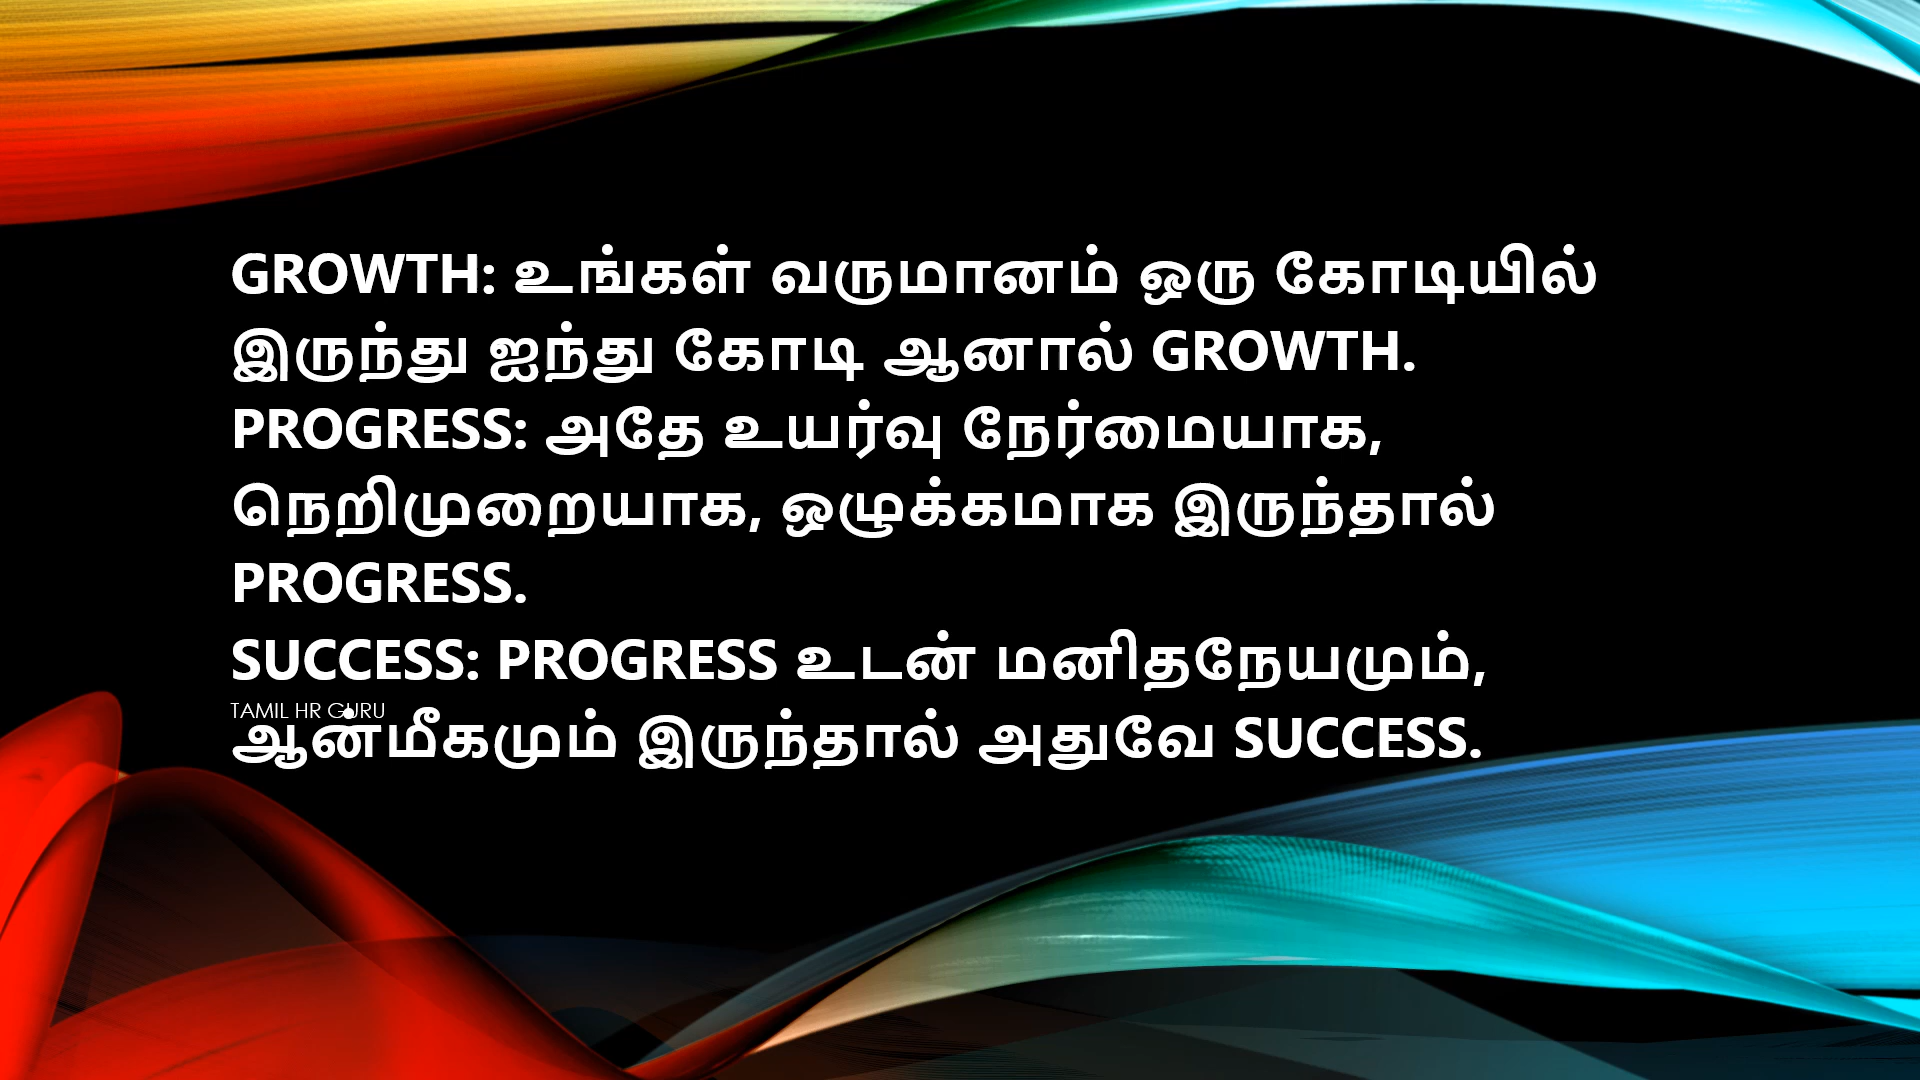 GROWTH: உங்கள் வருமானம் ஒரு கோடியில்
இருந்து ஐந்து கோடி ஆனால் GROWTH.
PROGRESS: அதே உயர்வு நேர்மையாக,
நெறிமுறையாக, ஒழுக்கமாக இருந்தால்
PROGRESS.
SUCCESS: PROGRESS உடன் மனிதநேயமும்,
TAMIL HR GURU
ஆன்மீகமும் இருந்தால் அதுவே SUCCESS.